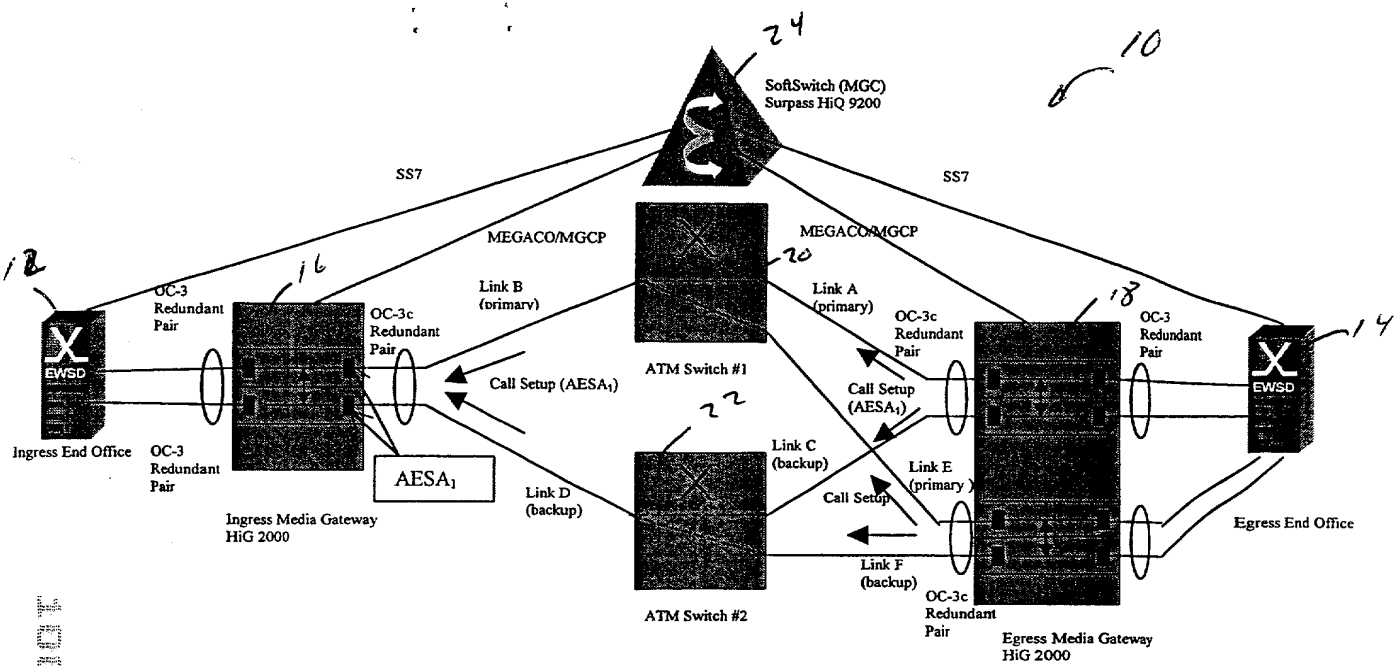 24
10
SoftSwitch (MGC)
Surpass HiQ 9200
SS7
SS7
MEGACO/MGCP
MEGACO/MGCP
12
16
20
18
14
OC-3
Redundant
Pair
Link B
(primary)
OC-3c
Redundant
Pair
Link A
(primary)
OC-3c
Redundant
Pair
OC-3
Redundant
Pair
EWSD
EWSD
ATM Switch #1
Call Setup (AESA1)
Call Setup
(AESA1)
22
Ingress End Office
OC-3
Redundant
Pair
AESA1
Link C
(backup)
Link D
(backup)
Link E
(primary )
Call Setup
Ingress Media Gateway
HiG 2000
Egress End Office
Link F
(backup)
ATM Switch #2
OC-3c
Redundant
Pair
Egress Media Gateway
HiG 2000